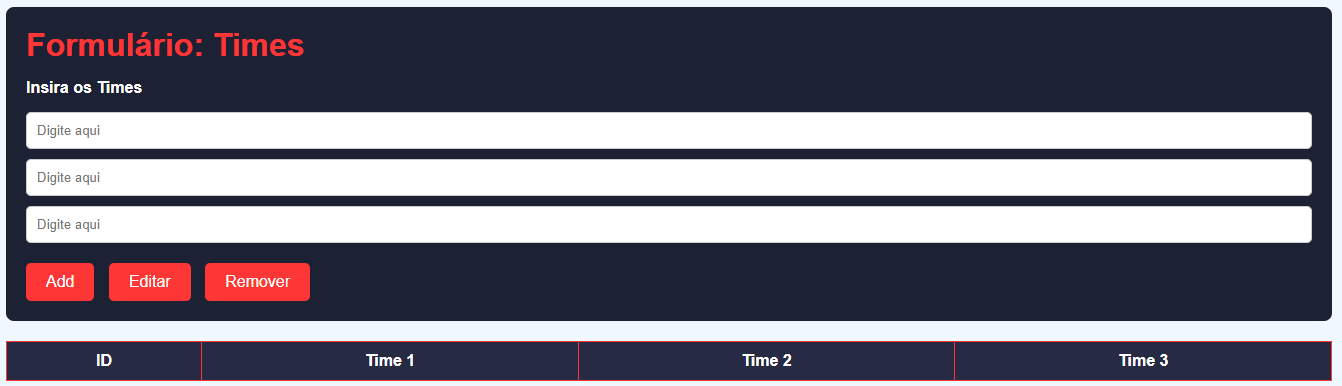 Formulário: Times
Insira os Times
Digite aqui
Digite aqui
Digite aqui
Add Editar Remover
ID Time 1 Time 2 Time 3